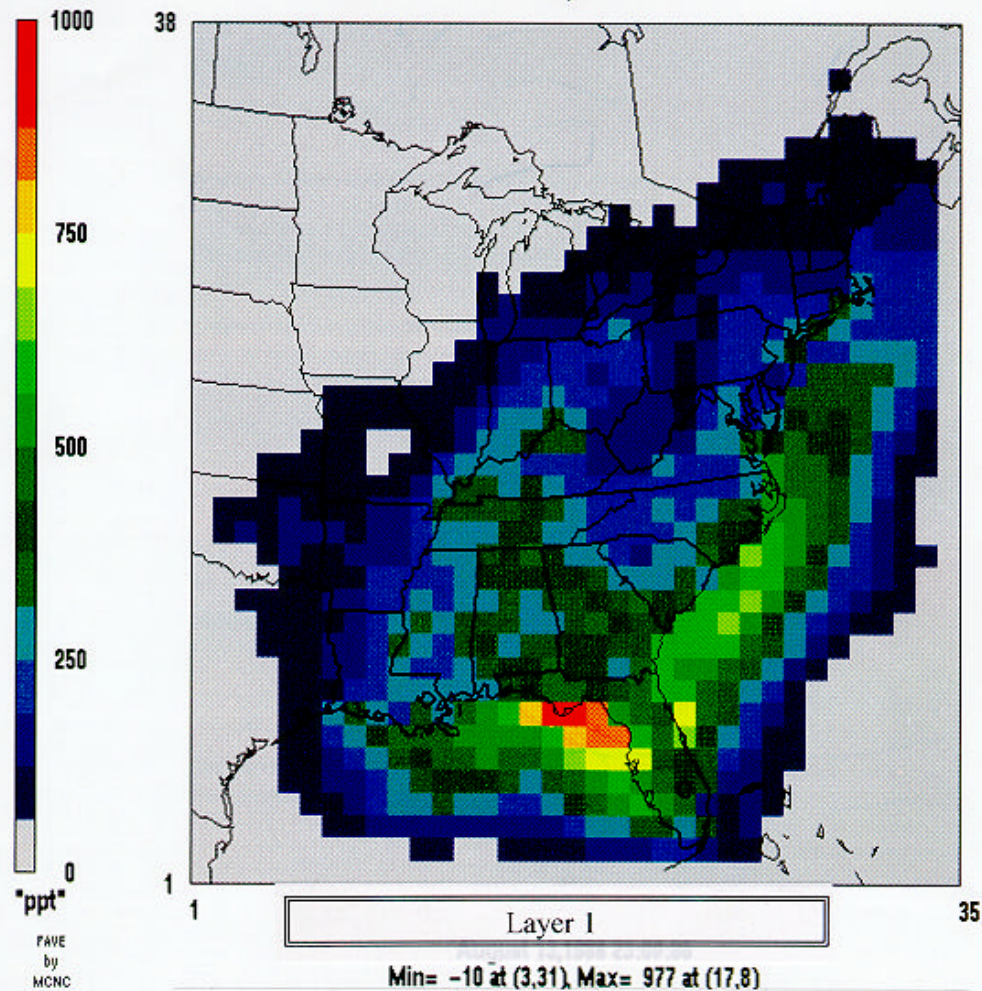 1000
750
500
250
0
"ppt"
PAVE
by
MCNC
38
1
1
35
Layer 1
Min= -10 at (3,31), Max= 977 at (17,8)